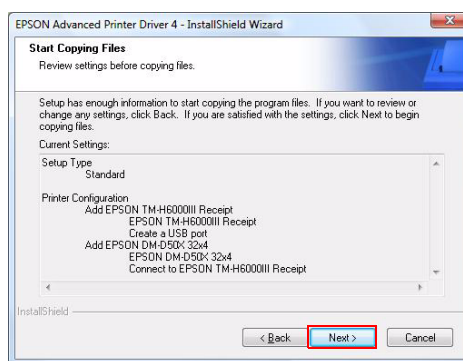 EPSON Advanced Printer Driver 4 - InstallShield Wizard
Start Copying Files
Review settings before copying files.
Setup has enough information to start copying the program files. If you want to review or
change any settings, click Back. If you are satisfied with the settings, click Next to begin
copying files.
Current Settings:
Setup Type
Standard
Printer Configuration
Add EPSON TM-H6000III Receipt
EPSON TM-H6000III Receipt
Create a USB port
Add EPSON DM-D50X 32x4
EPSON DM-D50X 32x4
Connect to EPSON TM-H6000III Receipt
InstallShield
< Back
Next >
Cancel